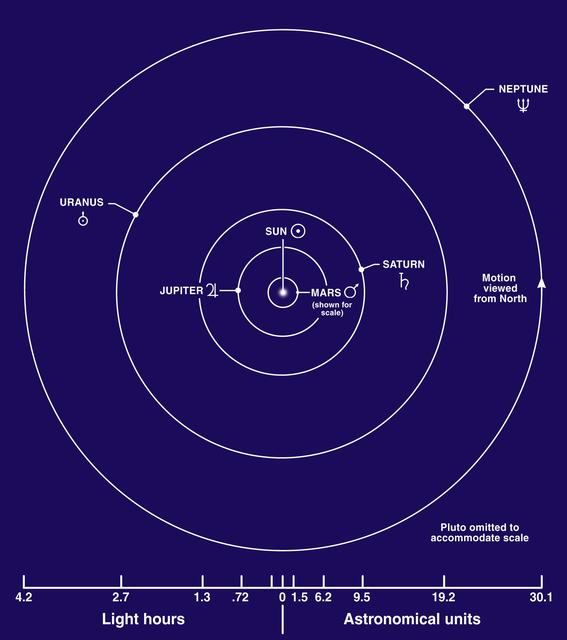 NEPTUNE
URANUS
SUN
SATURN
JUPITER
MARS
(shown for
scale)
Motion
viewed
from North
Pluto omitted to
accommodate scale
4.2 2.7 1.3 .72 0 1.5 6.2 9.5 19.2 30.1
Light hours
Astronomical units